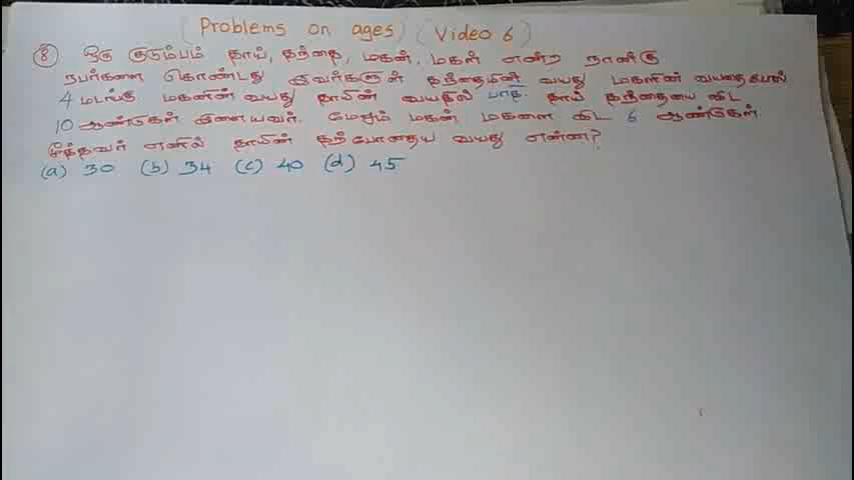 (Problems on ages) (Video 6)
⑧ ஒரு குடும்பம் தாய், தந்தை, மகன், மகள் என்ற நான்கு
நபர்களை கொண்டது இவர்களுள் தந்தையின் வயது மகளின் வயதைபோல்
4 மடங்கு மகனின் வயது தாயின் வயதில் பாதி. தாய் தந்தையை விட
10 ஆண்டுகள் இளையவர். மேலும் மகன் மகளை விட 6 ஆண்டுகள்
மூத்தவர் எனில் தாயின் தற்போதைய வயது என்ன?
(a) 30 (b) 34 (c) 40 (d) 45